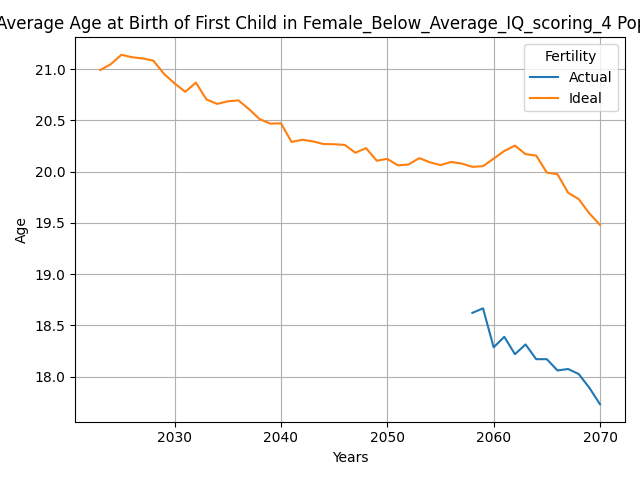 Average Age at Birth of First Child in Female_Below_Average_IQ_scoring_4 Pop
Fertility
Actual
Ideal
21.0
20.5
20.0
19.5
19.0
18.5
18.0
Age
2030 2040 2050 2060 2070
Years